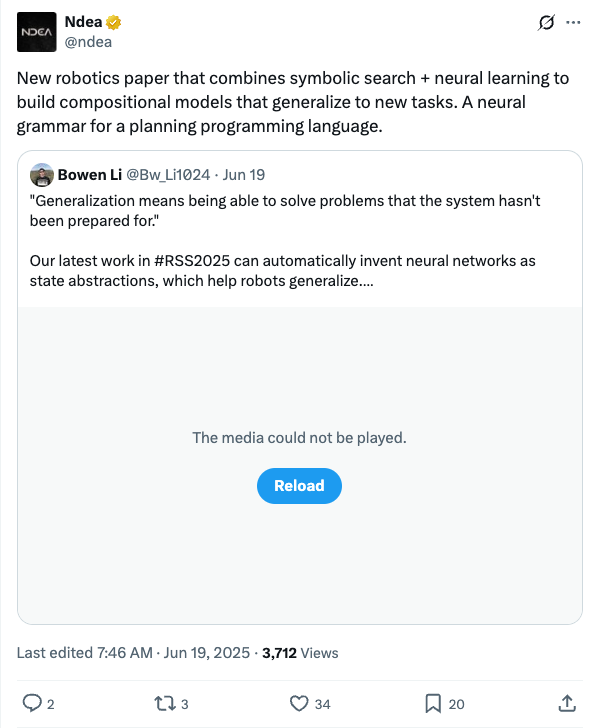 NDEA
Ndea
@ndea
New robotics paper that combines symbolic search + neural learning to
build compositional models that generalize to new tasks. A neural
grammar for a planning programming language.
Bowen Li @Bw_Li1024 · Jun 19
"Generalization means being able to solve problems that the system hasn't
been prepared for."
Our latest work in #RSS2025 can automatically invent neural networks as
state abstractions, which help robots generalize....
The media could not be played.
Reload
Last edited 7:46 AM · Jun 19, 2025 · 3,712 Views
2 3 34 20